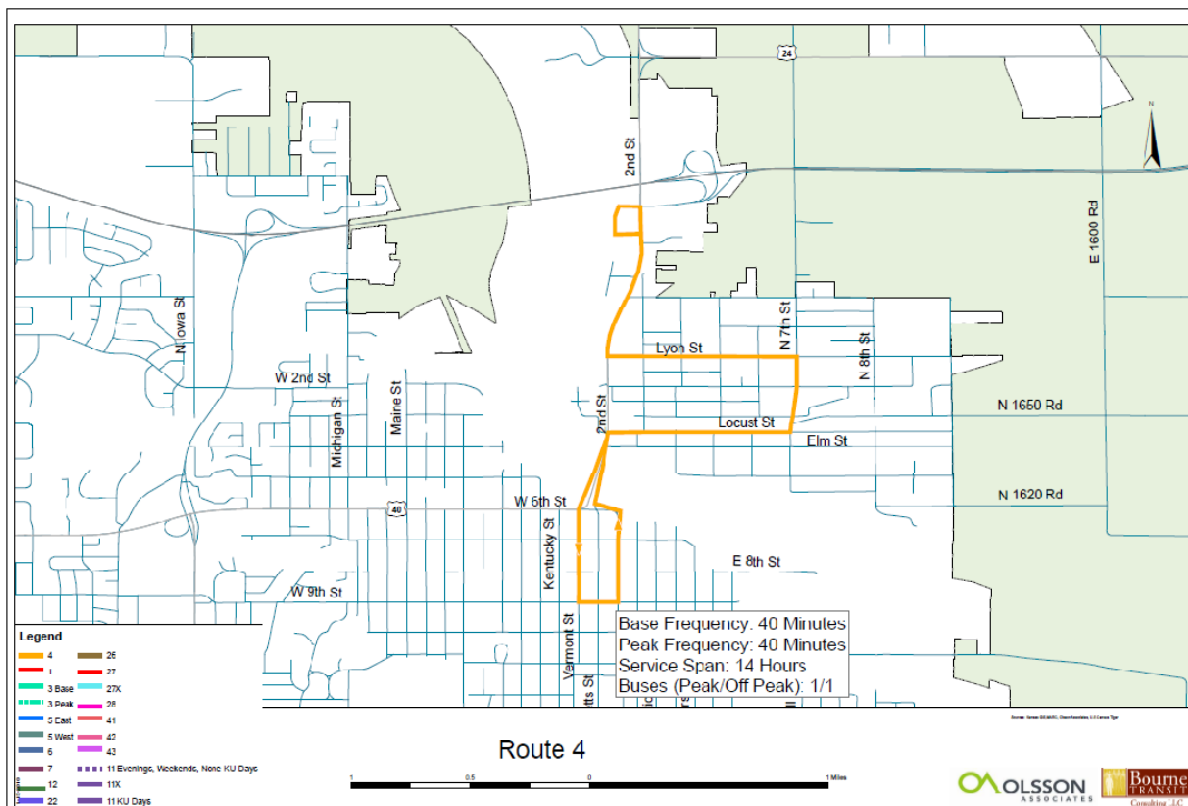 24
N
2nd St
E 1600 Rd
N Iowa St
N 7th St
Lyon St
N 8th St
W 2nd St
Maine St
Michigan St
2nd St
Locust St
N 1650 Rd
Elm St
W 6th St
40
N 1620 Rd
Kentucky St
E 8th St
W 9th St
Vermont St
Base Frequency: 40 Minutes
Peak Frequency: 40 Minutes
Service Span: 14 Hours
Buses (Peak/Off Peak): 1/1
Legend
4
26
1
27
3 Base
27X
3 Peak
28
5 East
41
5 West
42
6
43
7
11 Evenings, Weekends, None KU Days
12
11X
22
11 KU Days
Route 4
1
0.5
0
1 Miles
OLSSON
ASSOCIATES
Bourne
TRANSIT
Consulting, LLC